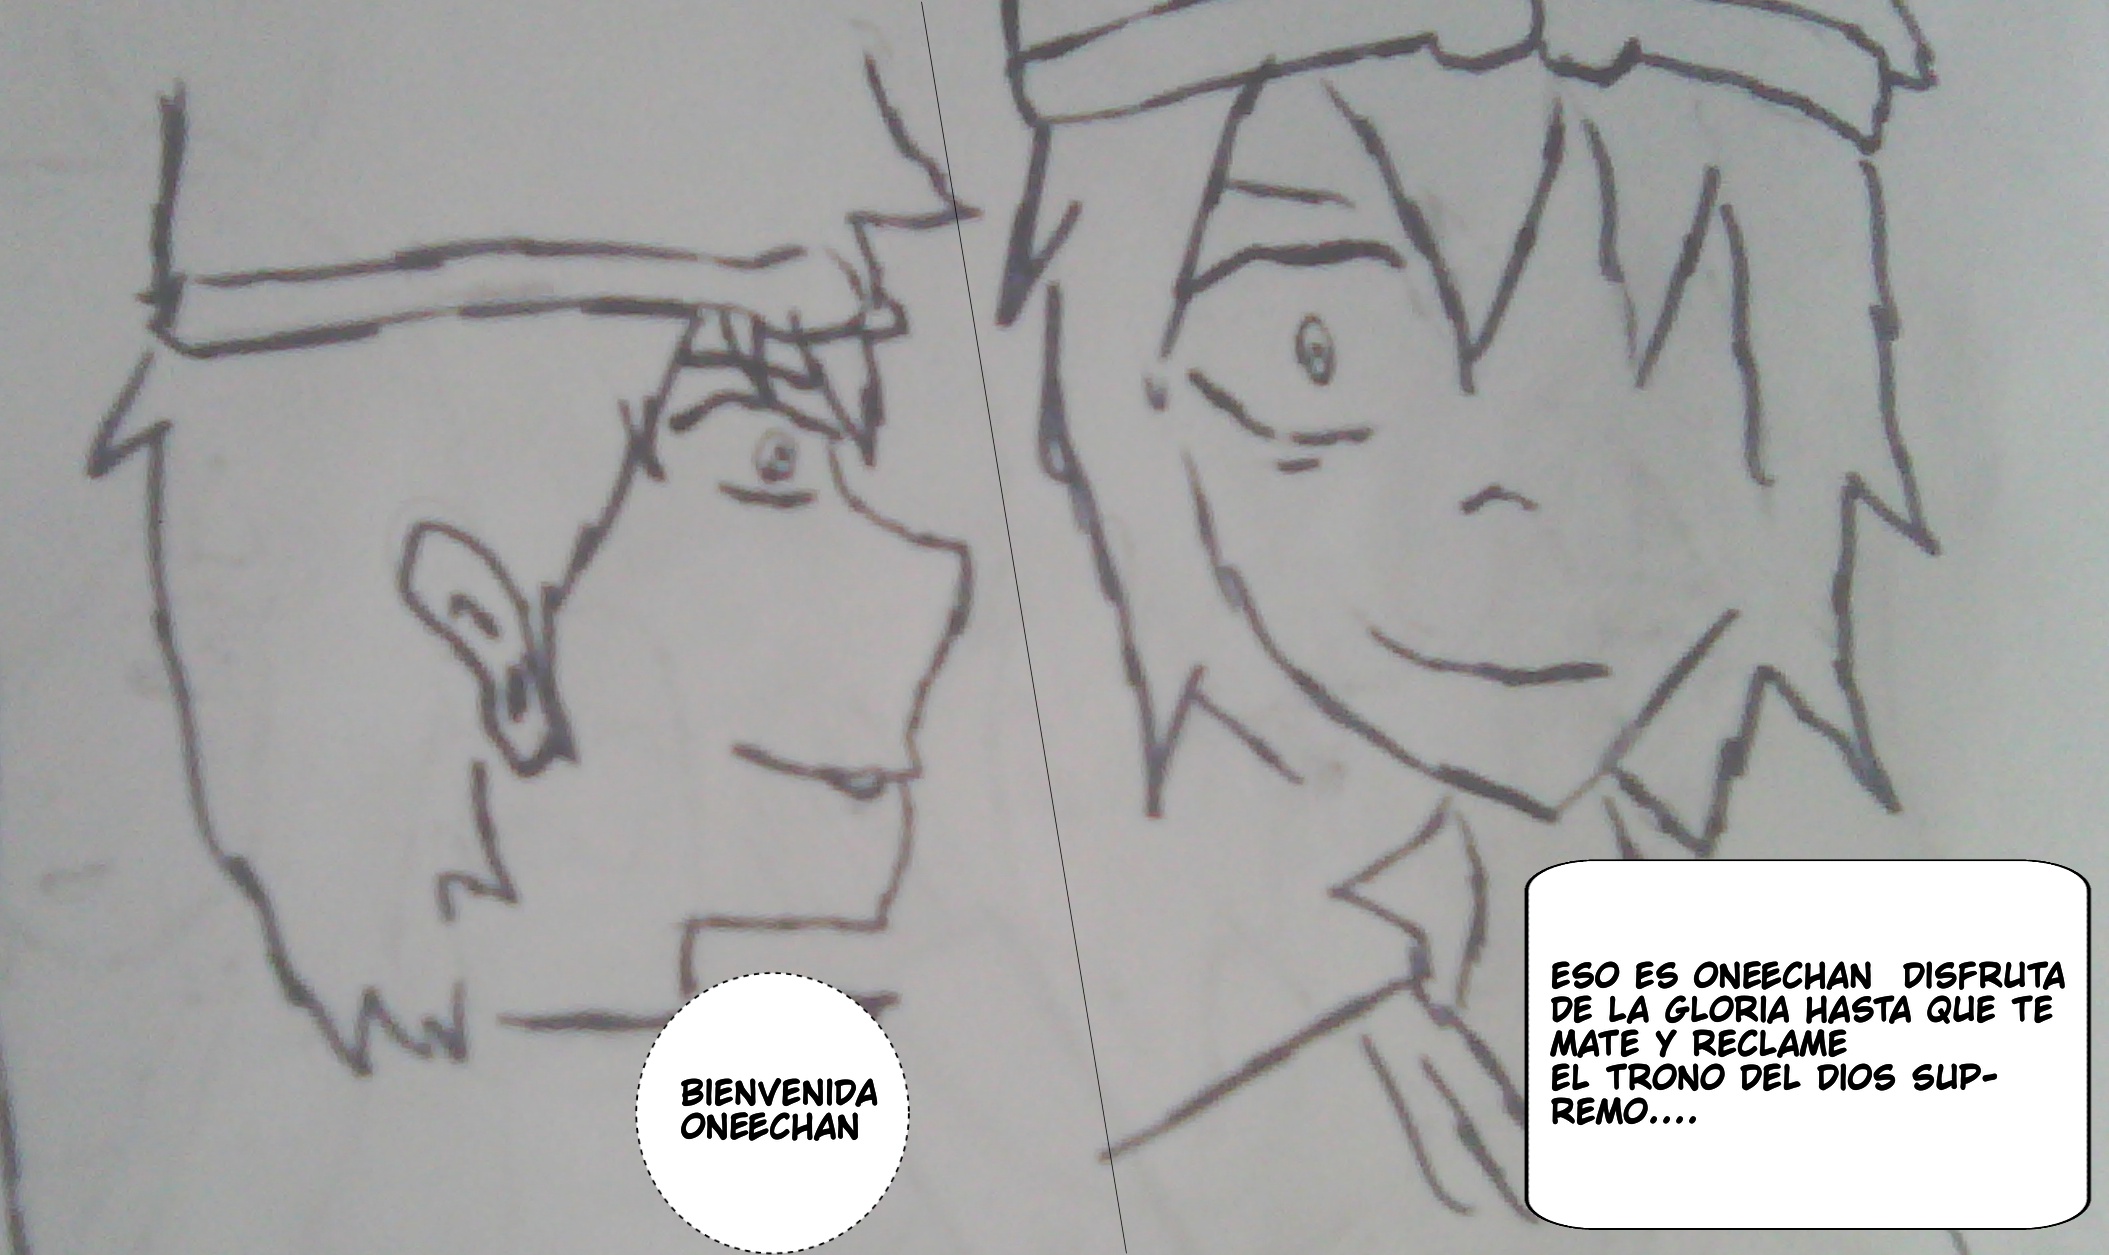 BIENVENIDA
ONEECHAN
ESO ES ONEECHAN DISFRUTA
DE LA GLORIA HASTA QUE TE
MATE Y RECLAME
EL TRONO DEL DIOS SUP-
REMO....